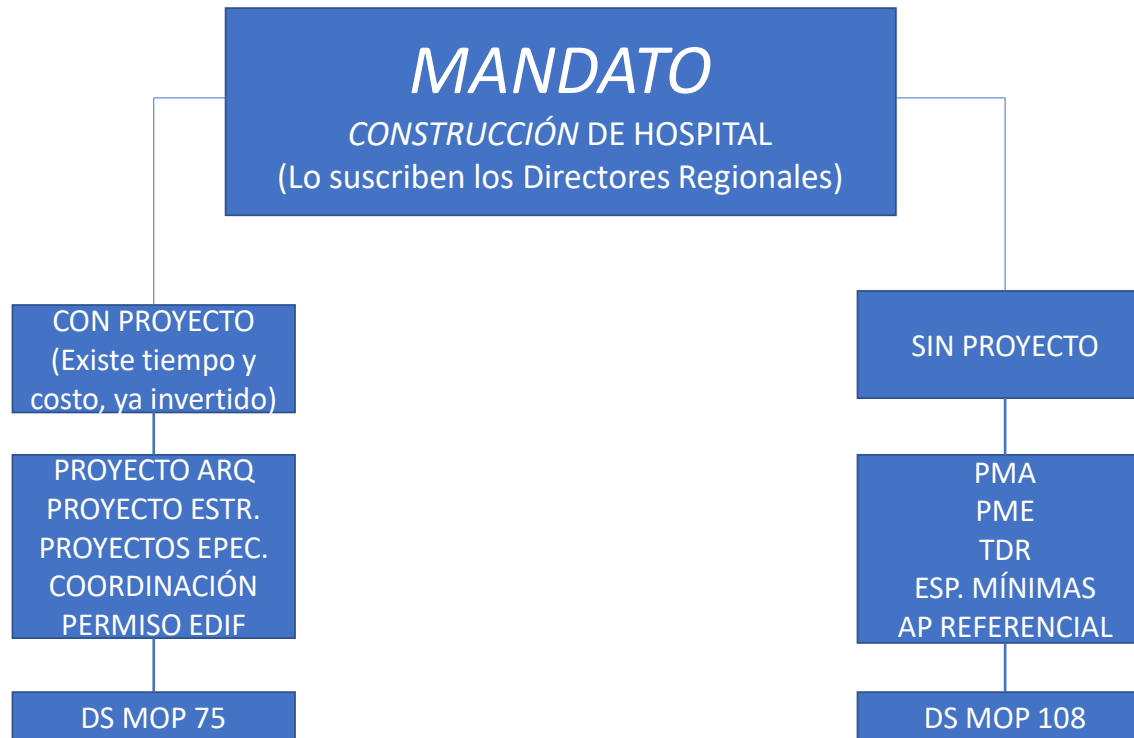 MANDATO
CONSTRUCCIÓN DE HOSPITAL
(Lo suscriben los Directores Regionales)
CON PROYECTO
(Existe tiempo y
costo, ya invertido)
SIN PROYECTO
PROYECTO ARQ
PROYECTO ESTR.
PROYECTOS EPEC.
COORDINACIÓN
PERMISO EDIF
PMA
PME
TDR
ESP. MÍNIMAS
AP REFERENCIAL
DS MOP 75
DS MOP 108